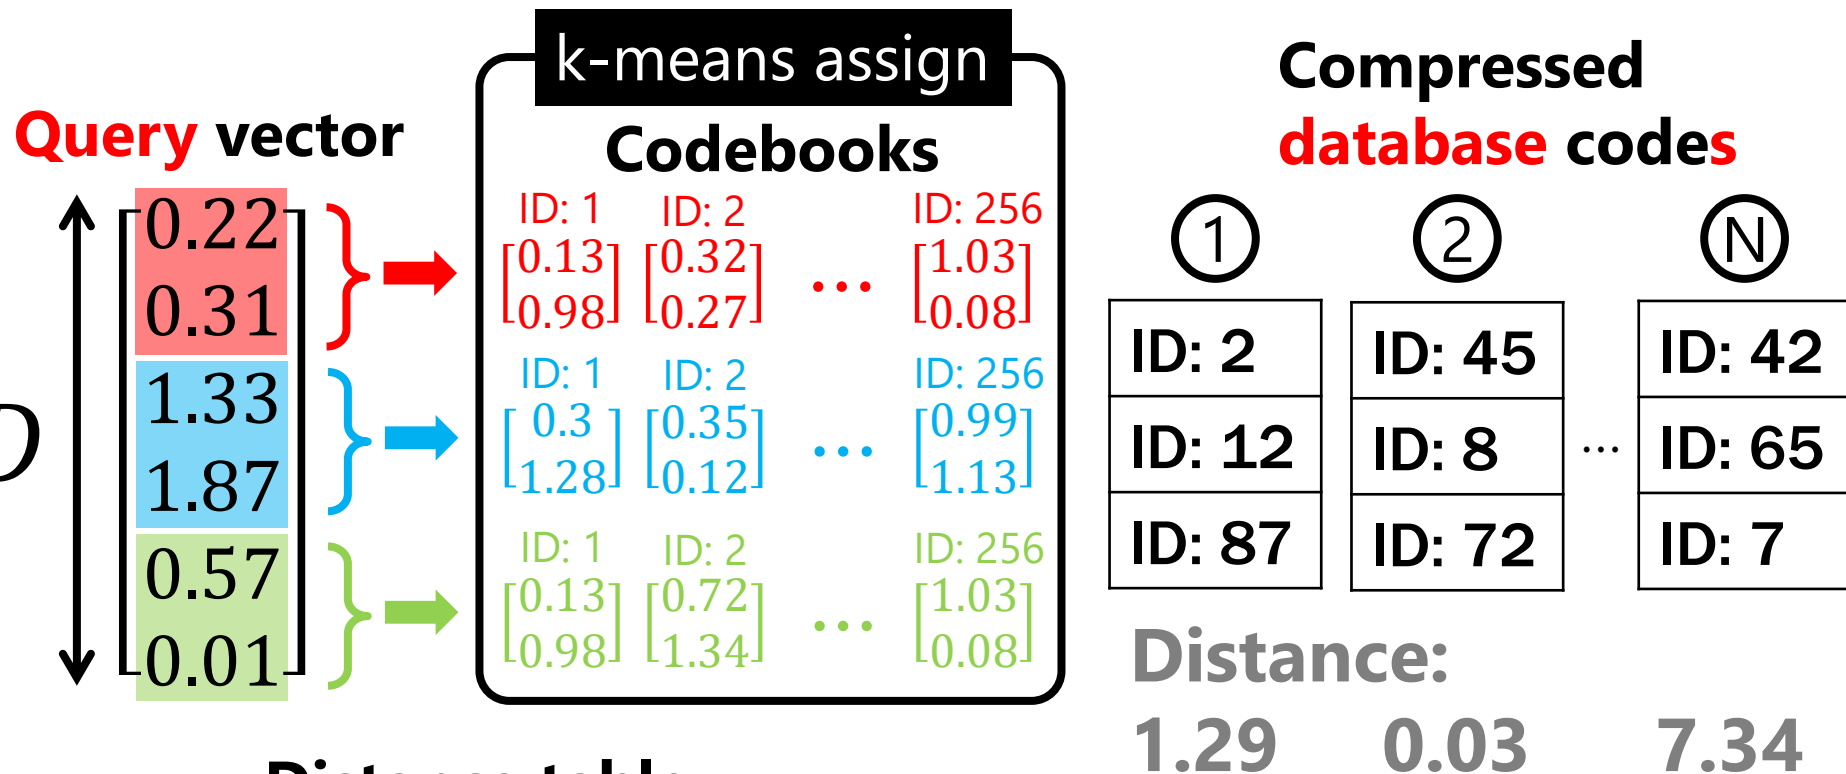 k-means assign
Query vector
D
0.22
0.31
1.33
1.87
0.57
0.01
Codebooks
ID: 1 ID: 2 ID: 256
0.13 0.32 ... 1.03
0.98 0.27 0.08
ID: 1 ID: 2 ID: 256
0.3 0.35 ... 0.99
1.28 0.12 1.13
ID: 1 ID: 2 ID: 256
0.13 0.72 ... 1.03
0.98 1.34 0.08
Compressed
database codes
1 2 N
ID: 2 ID: 45 ID: 42
ID: 12 ID: 8 ... ID: 65
ID: 87 ID: 72 ID: 7
Distance:
1.29 0.03 7.34
Distance table